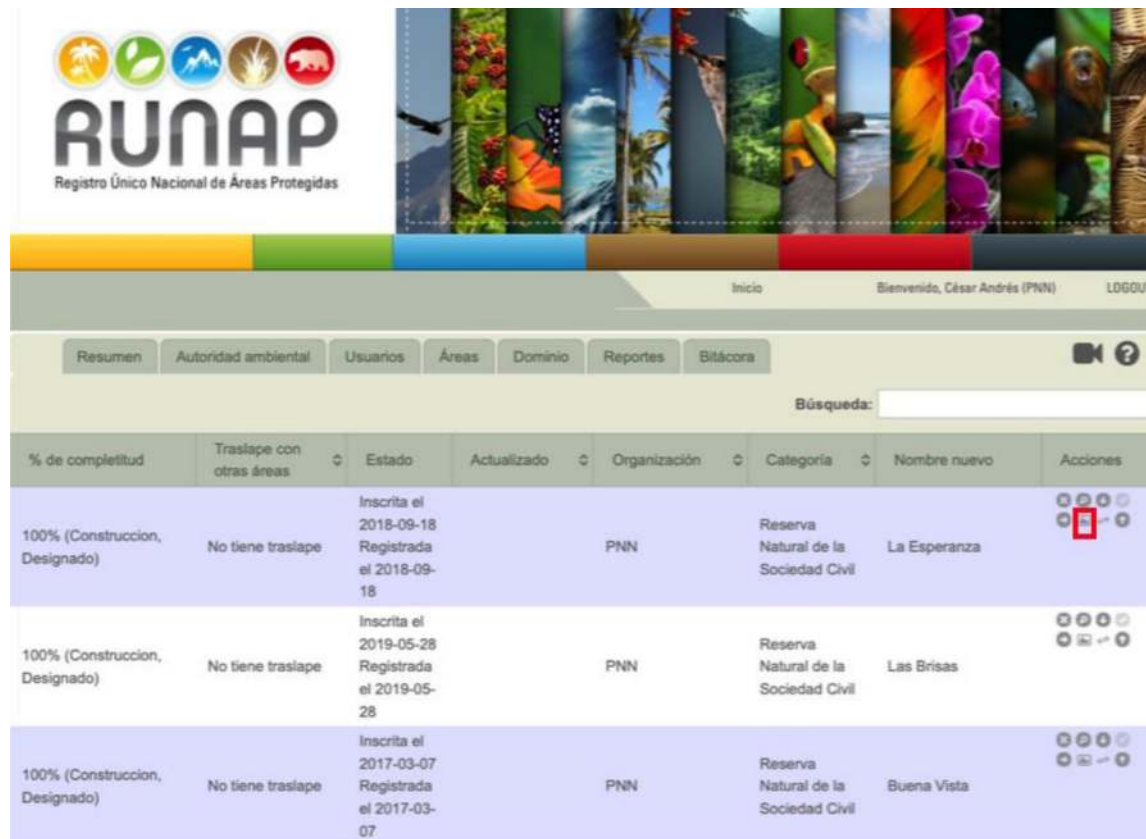 RUNAP
Registro Único Nacional de Áreas Protegidas
Inicio
Bienvenido, César Andrés (PNN)
LOGOU
Resumen
Autoridad ambiental
Usuarios
Áreas
Dominio
Reportes
Bitácora
Búsqueda:
% de completitud
Traslape con
otras áreas
Estado
Actualizado
Organización
Categoría
Nombre nuevo
Acciones
100% (Construccion,
Designado)
No tiene traslape
Inscrita el
2018-09-18
Registrada
el 2018-09-
18
PNN
Reserva
Natural de la
Sociedad Civil
La Esperanza
100% (Construccion,
Designado)
No tiene traslape
Inscrita el
2019-05-28
Registrada
el 2019-05-
28
PNN
Reserva
Natural de la
Sociedad Civil
Las Brisas
100% (Construccion,
Designado)
No tiene traslape
Inscrita el
2017-03-07
Registrada
el 2017-03-
07
PNN
Reserva
Natural de la
Sociedad Civil
Buena Vista